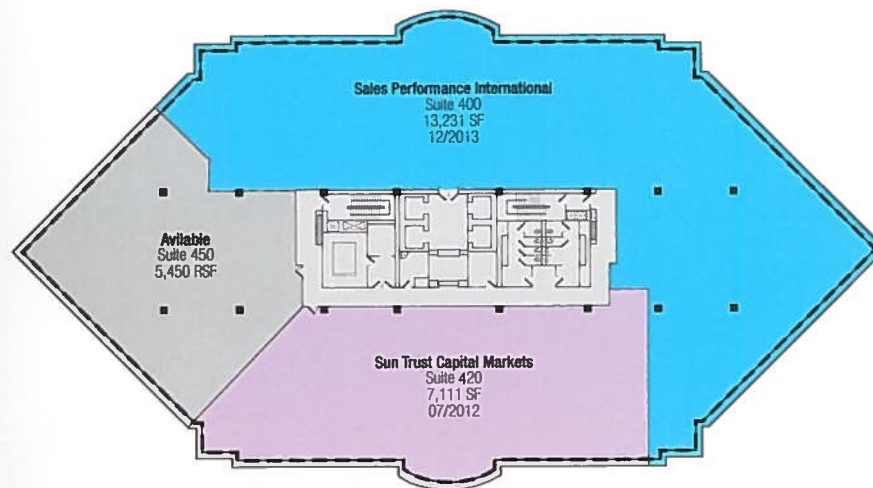 Sales Performance International
Suite 400
13,231 SF
12/2013
Avilable
Suite 450
5,450 RSF
Sun Trust Capital Markets
Suite 420
7,111 SF
07/2012